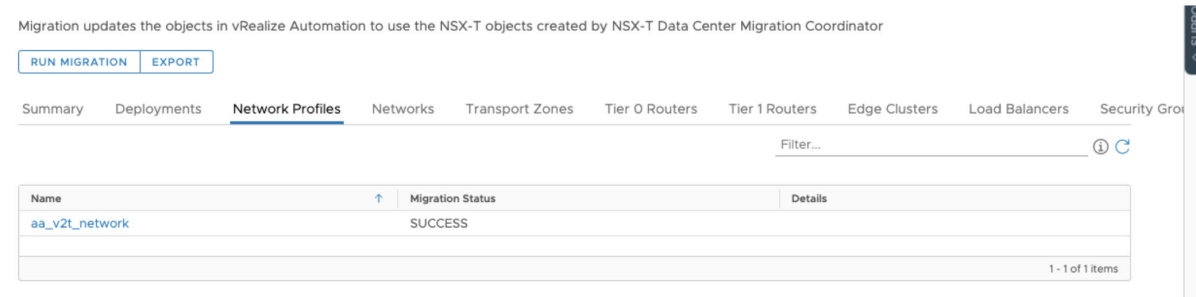 Migration updates the objects in vRealize Automation to use the NSX-T objects created by NSX-T Data Center Migration Coordinator
RUN MIGRATION EXPORT
Summary Deployments Network Profiles Networks Transport Zones Tier 0 Routers Tier 1 Routers Edge Clusters Load Balancers Security Grou
Filter...
Name Migration Status Details
aa_v2t_network SUCCESS
1 - 1 of 1 items